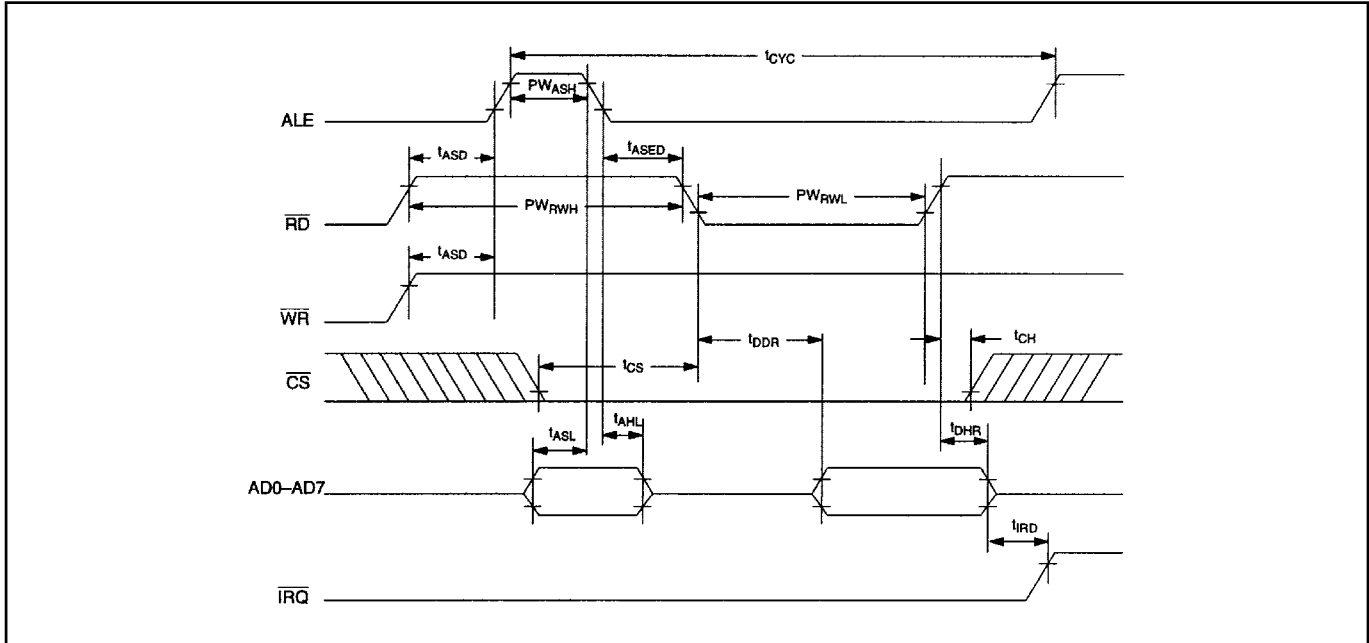 tCYC
PWASH
ALE
tASD
tASED
PWRWH
PWRWL
RD
tASD
WR
tDDR
tCH
tCS
CS
tASL
tAHL
tDHR
AD0–AD7
tIRD
IRQ